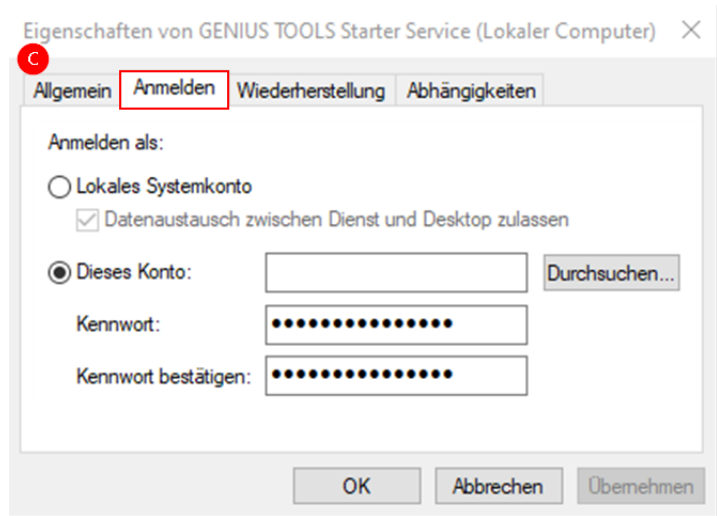 Eigenschaften von GENIUS TOOLS Starter Service (Lokaler Computer)
C
Allgemein Anmelden Wiederherstellung Abhängigkeiten
Anmelden als:
Lokales Systemkonto
Datenaustausch zwischen Dienst und Desktop zulassen
Dieses Konto: Durchsuchen...
Kennwort: ●●●●●●●●●●●●●●●
Kennwort bestätigen: ●●●●●●●●●●●●●●●
OK Abbrechen Übernehmen